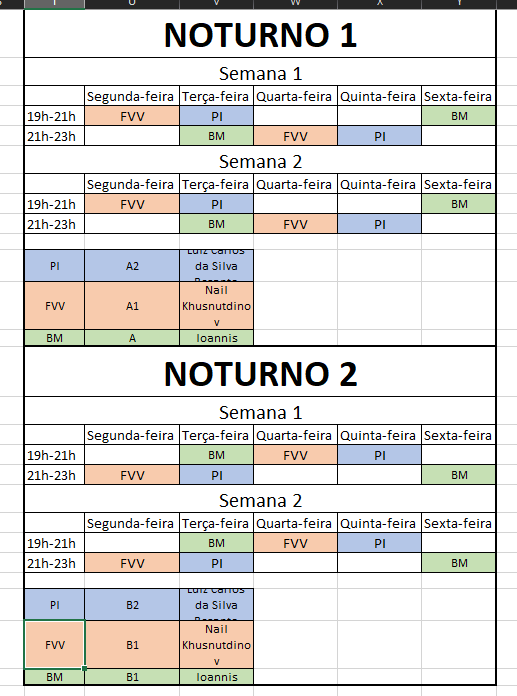 NOTURNO 1
Semana 1
Segunda-feira Terça-feira Quarta-feira Quinta-feira Sexta-feira
19h-21h FVV PI BM
21h-23h BM FVV PI
Semana 2
Segunda-feira Terça-feira Quarta-feira Quinta-feira Sexta-feira
19h-21h FVV PI BM
21h-23h BM FVV PI
PI A2 Luiz Carlos
da Silva
FVV A1 Nail
Khusnutdino
v
BM A Ioannis
NOTURNO 2
Semana 1
Segunda-feira Terça-feira Quarta-feira Quinta-feira Sexta-feira
19h-21h BM FVV PI
21h-23h FVV PI BM
Semana 2
Segunda-feira Terça-feira Quarta-feira Quinta-feira Sexta-feira
19h-21h BM FVV PI
21h-23h FVV PI BM
PI B2 Luiz Carlos
da Silva
FVV B1 Nail
Khusnutdino
v
BM B1 Ioannis